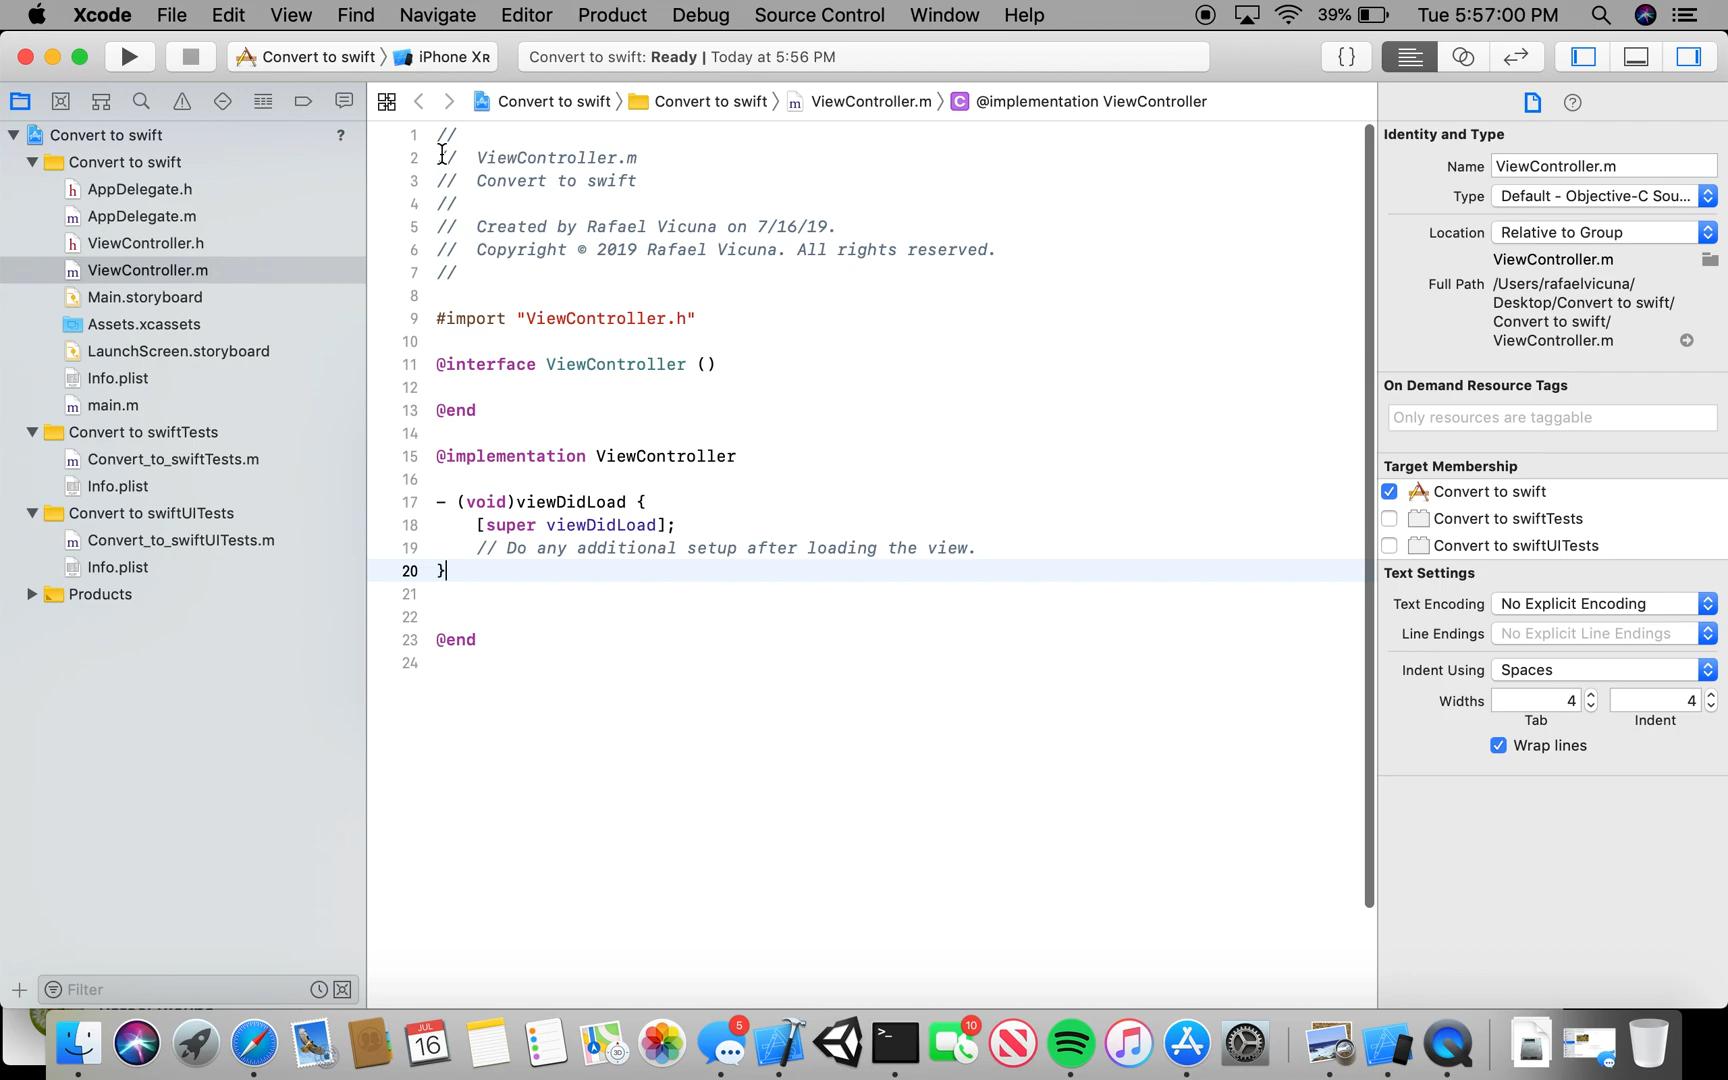 Xcode File Edit View Find Navigate Editor Product Debug Source Control Window Help 39% Tue 5:57:00 PM
Convert to swift iPhone XR Convert to swift: Ready | Today at 5:56 PM { }
Convert to swift Convert to swift m ViewController.m C @implementation ViewController
Convert to swift ?
Convert to swift
h AppDelegate.h
m AppDelegate.m
h ViewController.h
m ViewController.m
Main.storyboard
Assets.xcassets
LaunchScreen.storyboard
Info.plist
m main.m
Convert to swiftTests
m Convert_to_swiftTests.m
Info.plist
Convert to swiftUITests
m Convert_to_swiftUITests.m
Info.plist
Products
Filter
1 //
2 // ViewController.m
3 // Convert to swift
4 //
5 // Created by Rafael Vicuna on 7/16/19.
6 // Copyright © 2019 Rafael Vicuna. All rights reserved.
7 //
8
9 #import "ViewController.h"
10
11 @interface ViewController ()
12
13 @end
14
15 @implementation ViewController
16
17 - (void)viewDidLoad {
18 [super viewDidLoad];
19 // Do any additional setup after loading the view.
20 }
21
22
23 @end
24
Identity and Type
Name ViewController.m
Type Default - Objective-C Sou...
Location Relative to Group
ViewController.m
Full Path /Users/rafaelvicuna/
Desktop/Convert to swift/
Convert to swift/
ViewController.m
On Demand Resource Tags
Only resources are taggable
Target Membership
Convert to swift
Convert to swiftTests
Convert to swiftUITests
Text Settings
Text Encoding No Explicit Encoding
Line Endings No Explicit Line Endings
Indent Using Spaces
Widths 4 4
Tab Indent
Wrap lines
JUL
16
3D
5
>_
10